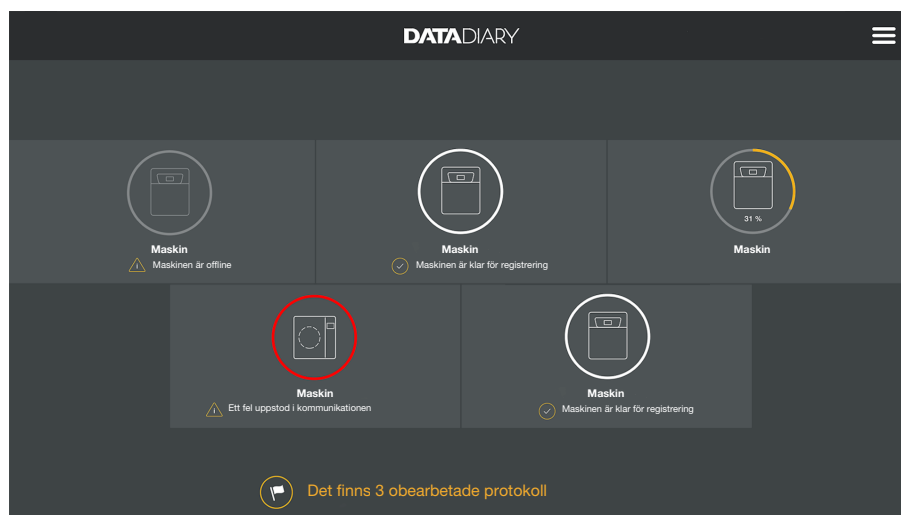 DATADIARY
Maskin
Maskinen är offline
Maskin
Maskinen är klar för registrering
31 %
Maskin
Maskin
Ett fel uppstod i kommunikationen
Maskin
Maskinen är klar för registrering
Det finns 3 obearbetade protokoll